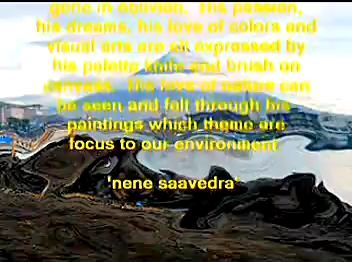 gone in oblivion. His passion,
his dreams, his love of colors and
visual arts are all expressed by
his palette knife and brush on
canvass. His love of nature can
be seen and felt through his
paintings which theme are
focus to our environment
'nene saavedra'